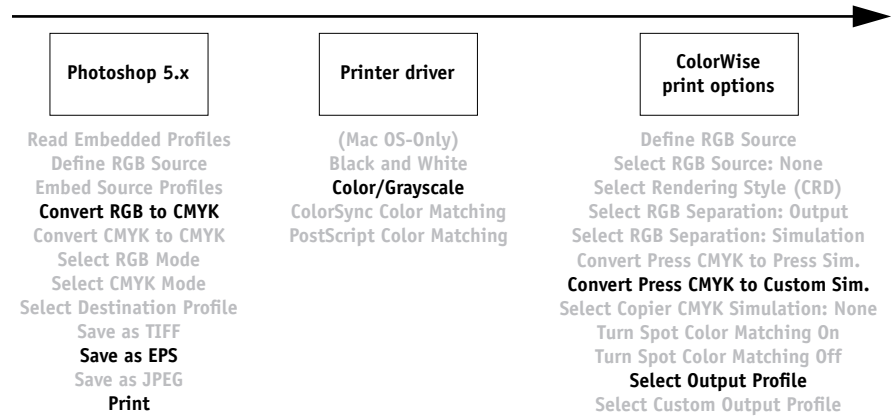 Photoshop 5.x
Read Embedded Profiles
Define RGB Source
Embed Source Profiles
Convert RGB to CMYK
Convert CMYK to CMYK
Select RGB Mode
Select CMYK Mode
Select Destination Profile
Save as TIFF
Save as EPS
Save as JPEG
Print
Printer driver
(Mac OS-Only)
Black and White
Color/Grayscale
ColorSync Color Matching
PostScript Color Matching
ColorWise
print options
Define RGB Source
Select RGB Source: None
Select Rendering Style (CRD)
Select RGB Separation: Output
Select RGB Separation: Simulation
Convert Press CMYK to Press Sim.
Convert Press CMYK to Custom Sim.
Select Copier CMYK Simulation: None
Turn Spot Color Matching On
Turn Spot Color Matching Off
Select Output Profile
Select Custom Output Profile